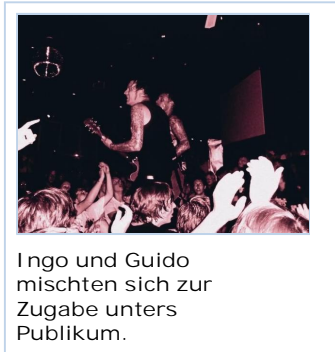 Ingo und Guido
mischten sich zur
Zugabe unters
Publikum.